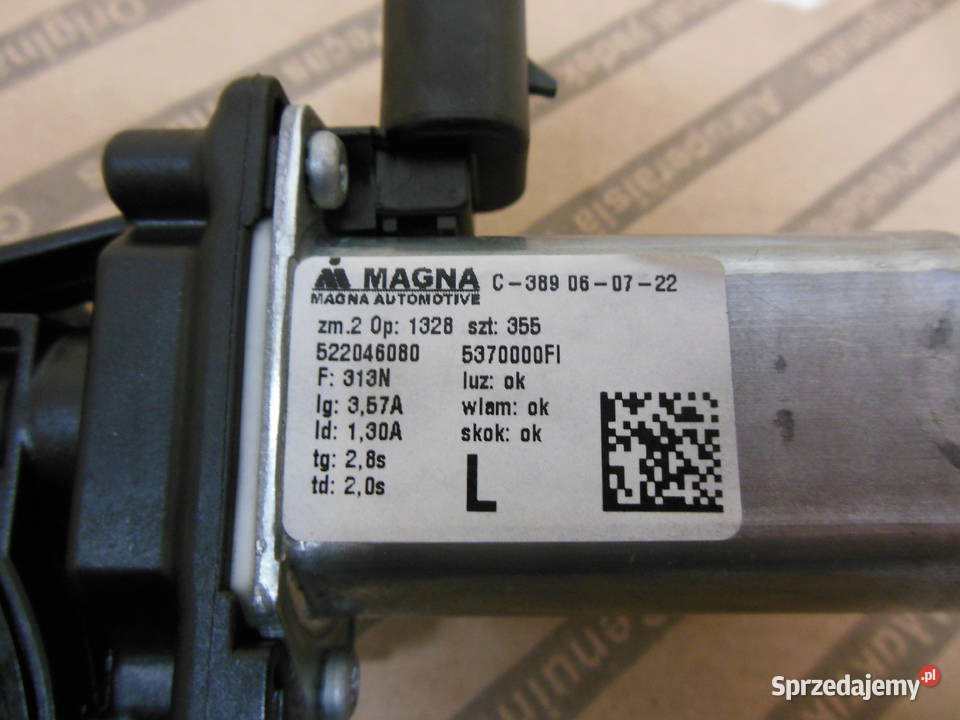 MAGNA C-389 06-07-22
MAGNA AUTOMOTIVE
zm.2 Op: 1328 szt: 355
522046080 5370000FI
F: 313N luz: ok
Ig: 3,57A wlam: ok
Id: 1,30A skok: ok
tg: 2,8s
td: 2,0s
L
Sprzedajemy.pl